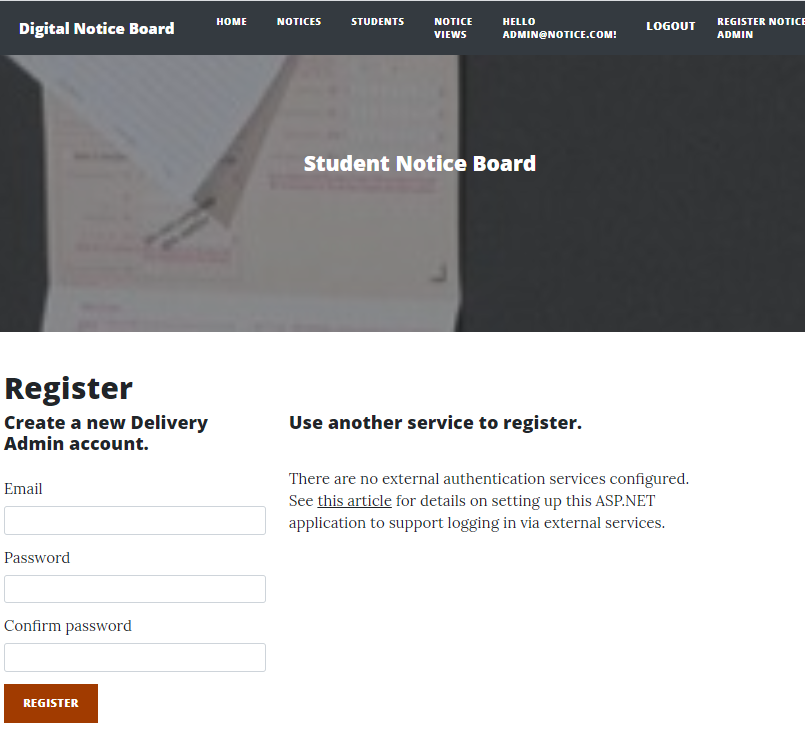 Digital Notice Board
HOME
NOTICES
STUDENTS
NOTICE
VIEWS
HELLO
ADMIN@NOTICE.COM!
LOGOUT
REGISTER NOTICE
ADMIN
Student Notice Board
Register
Create a new Delivery
Admin account.
Email
Password
Confirm password
REGISTER
Use another service to register.
There are no external authentication services configured.
See this article for details on setting up this ASP.NET
application to support logging in via external services.